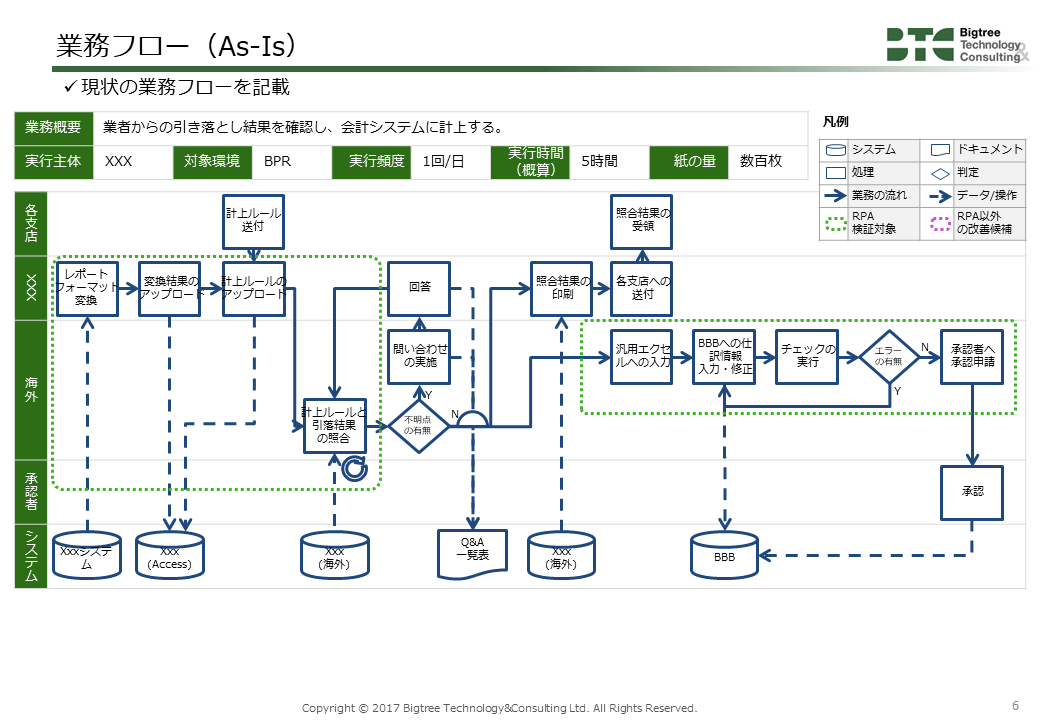 業務フロー（As-Is）
Bigtree
Technology
&
Consulting
✓現状の業務フローを記載
業務概要
業者からの引き落とし結果を確認し、会計システムに計上する。
実行主体
XXX
対象環境
BPR
実行頻度
1回/日
実行時間
（概算）
5時間
紙の量
数百枚
凡例
システム
ドキュメント
処理
判定
業務の流れ
データ/操作
RPA
検証対象
RPA以外
の改善候補
各支店
計上ルール
送付
照合結果の
受領
XXX
レポート
フォーマット
変換
変換結果の
アップロード
計上ルールの
アップロード
回答
照合結果の
印刷
各支店への
送付
海外
問い合わせ
の実施
汎用エクセ
ルへの入力
BBBへの仕
訳情報
入力・修正
チェックの
実行
エラー
の有無
N
承認者へ
承認申請
Y
計上ルールと
引落結果
の照合
Y
不明点
の有無
N
承認者
承認
システム
Xxxシステ
ム
Xxx
(Access)
Xxx
(海外)
Q&A
一覧表
Xxx
(海外)
BBB
Copyright © 2017 Bigtree Technology&Consulting Ltd. All Rights Reserved.
6